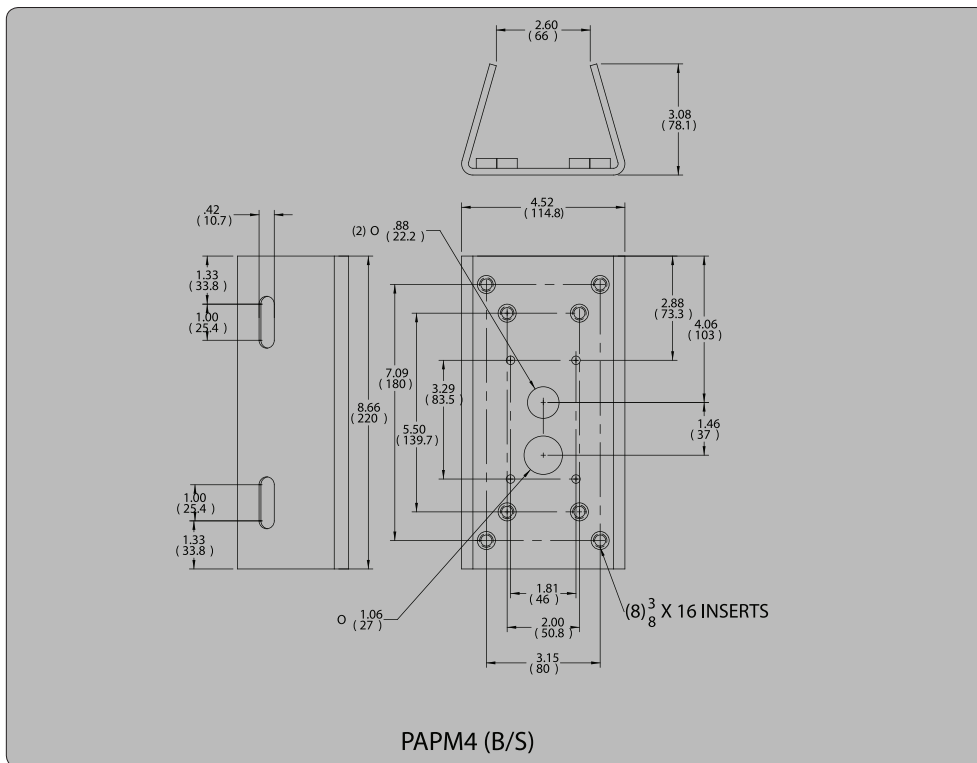 2.60
( 66 )
3.08
( 78.1 )
4.52
( 114.8 )
.42
( 10.7 )
(2) O .88
( 22.2 )
1.33
( 33.8 )
1.00
( 25.4 )
2.88
( 73.3 )
4.06
( 103 )
7.09
( 180 )
3.29
( 83.5 )
8.66
( 220 )
5.50
( 139.7 )
1.46
( 37 )
1.00
( 25.4 )
1.33
( 33.8 )
O 1.06
( 27 )
1.81
( 46 )
(8) 3/8 X 16 INSERTS
2.00
( 50.8 )
3.15
( 80 )
PAPM4 (B/S)